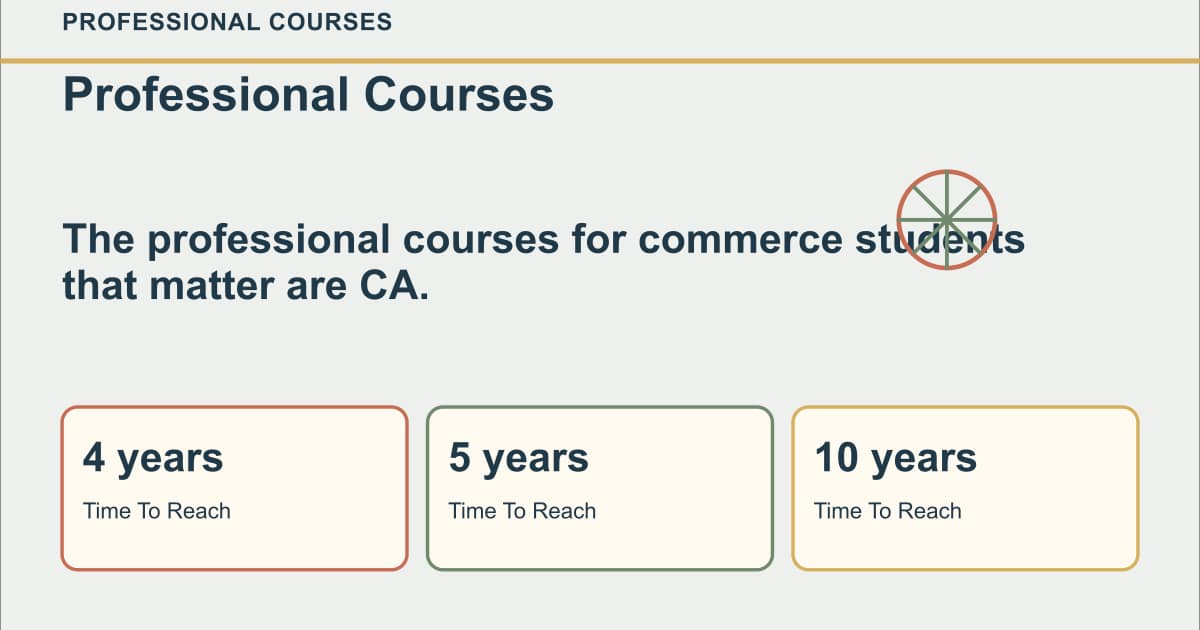 PROFESSIONAL COURSES
Professional Courses
The professional courses for commerce students
that matter are CA.
4 years
Time To Reach
5 years
Time To Reach
10 years
Time To Reach